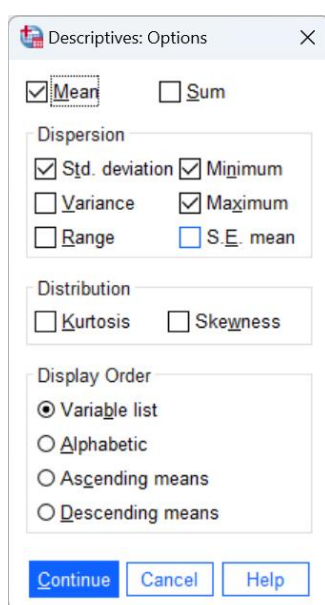 Descriptives: Options
Mean Sum
Dispersion
Std. deviation Minimum
Variance Maximum
Range S.E. mean
Distribution
Kurtosis Skewness
Display Order
Variable list
Alphabetic
Ascending means
Descending means
Continue Cancel Help